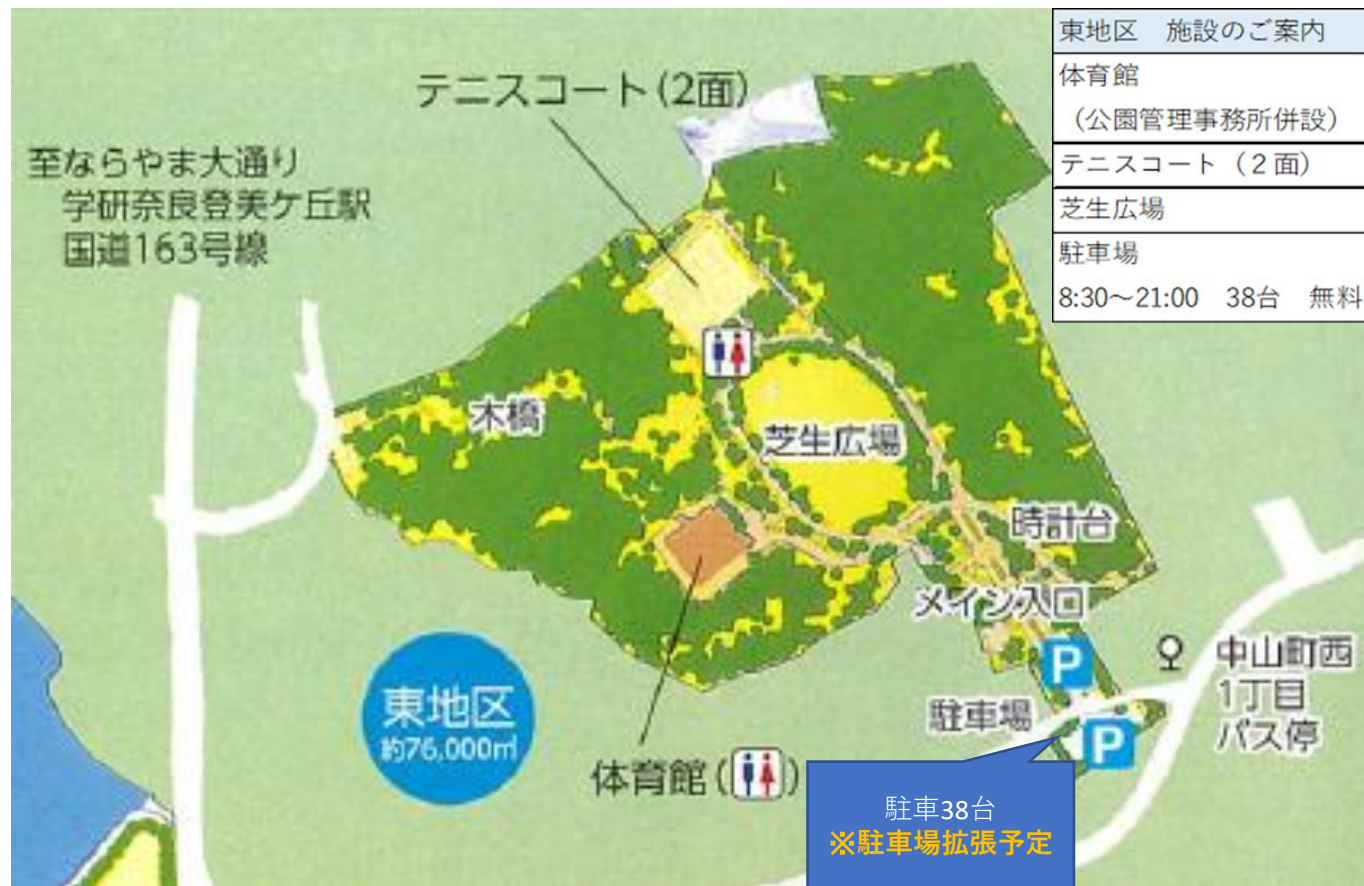 東地区　施設のご案内
体育館
（公園管理事務所併設）
テニスコート（２面）
芝生広場
駐車場
8:30～21:00　38台　無料
テニスコート(2面)
至ならやま大通り
学研奈良登美ケ丘駅
国道163号線
木橋
芝生広場
時計台
メイン入口
P
中山町西
1丁目
バス停
駐車場
P
東地区
約76,000㎡
体育館( )
駐車38台
※駐車場拡張予定